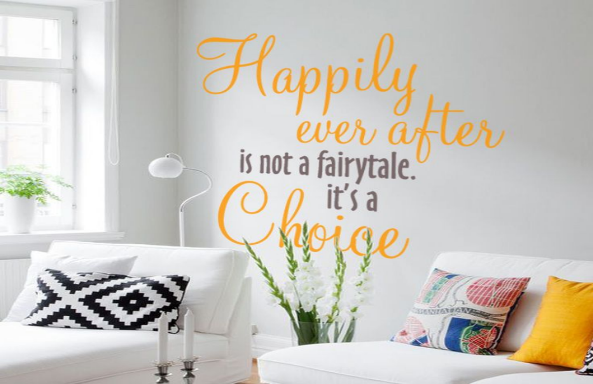 Happily
ever after
is not a fairytale.
it's a
Choice